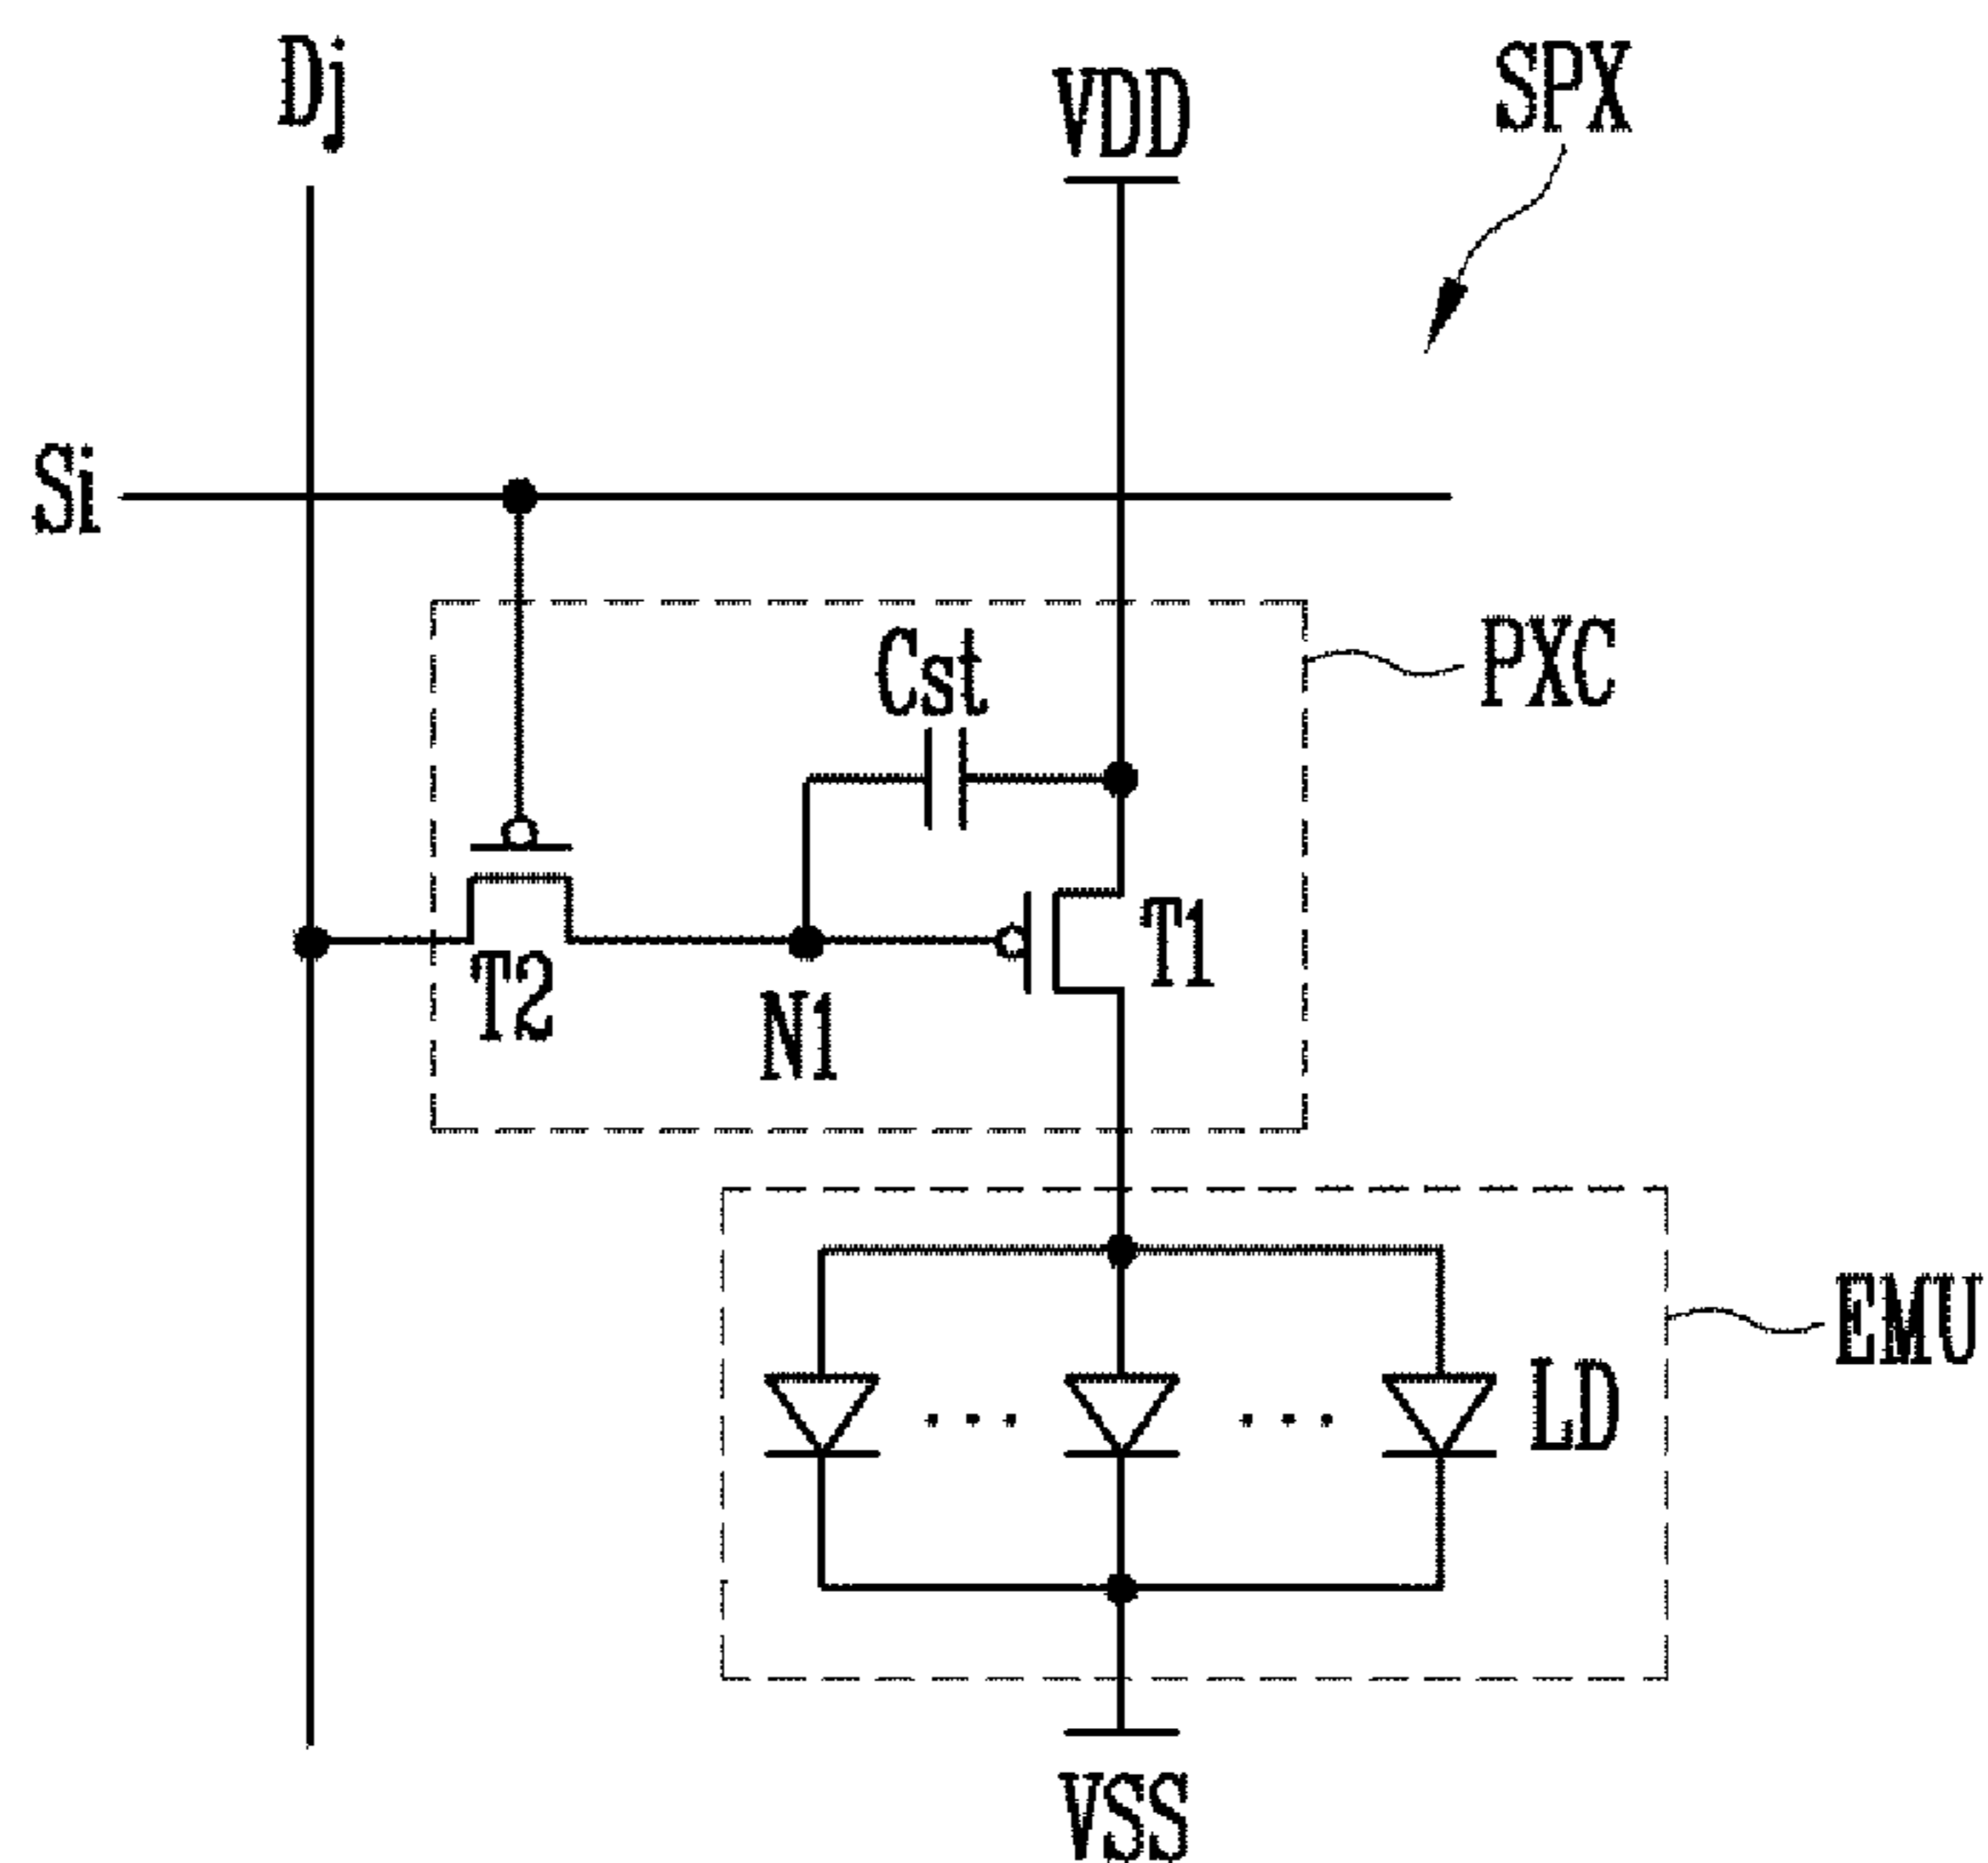 Dj
VDD
SPX
Si
PXC
Cst
T1
T2
N1
EMU
LD
VSS